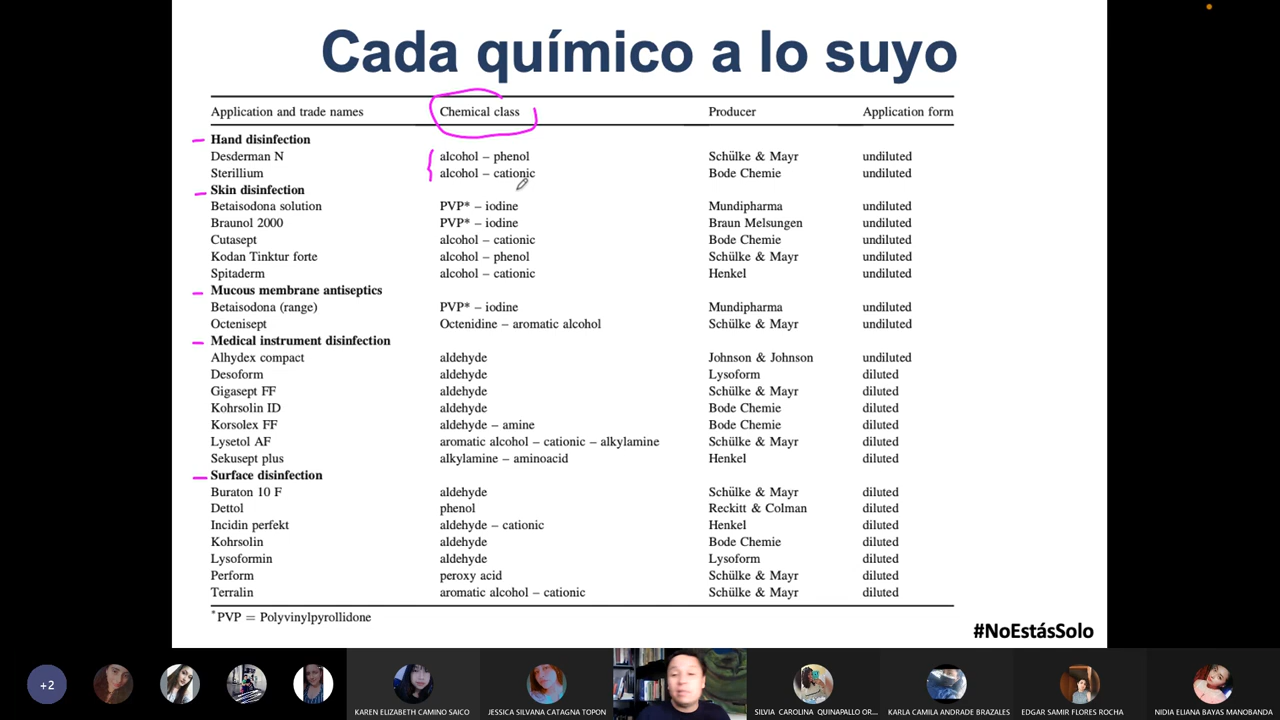 Cada químico a lo suyo
Application and trade names Chemical class Producer Application form
Hand disinfection
Desderman N alcohol – phenol Schülke & Mayr undiluted
Sterillium alcohol – cationic Bode Chemie undiluted
Skin disinfection
Betaisodona solution PVP* – iodine Mundipharma undiluted
Braunol 2000 PVP* – iodine Braun Melsungen undiluted
Cutasept alcohol – cationic Bode Chemie undiluted
Kodan Tinktur forte alcohol – phenol Schülke & Mayr undiluted
Spitaderm alcohol – cationic Henkel undiluted
Mucous membrane antiseptics
Betaisodona (range) PVP* – iodine Mundipharma undiluted
Octenisept Octenidine – aromatic alcohol Schülke & Mayr undiluted
Medical instrument disinfection
Alhydex compact aldehyde Johnson & Johnson undiluted
Desoform aldehyde Lysoform diluted
Gigasept FF aldehyde Schülke & Mayr diluted
Kohrsolin ID aldehyde Bode Chemie diluted
Korsolex FF aldehyde – amine Bode Chemie diluted
Lysetol AF aromatic alcohol – cationic – alkylamine Schülke & Mayr diluted
Sekusept plus alkylamine – aminoacid Henkel diluted
Surface disinfection
Buraton 10 F aldehyde Schülke & Mayr diluted
Dettol phenol Reckitt & Colman diluted
Incidin perfekt aldehyde – cationic Henkel diluted
Kohrsolin aldehyde Bode Chemie diluted
Lysoformin aldehyde Lysoform diluted
Perform peroxy acid Schülke & Mayr diluted
Terralin aromatic alcohol – cationic Schülke & Mayr diluted
*PVP = Polyvinylpyrollidone
#NoEstásSolo
+2
KAREN ELIZABETH CAMINO SAICO JESSICA SILVANA CATAGNA TOPON SILVIA CAROLINA QUINAPALLO OR... KARLA CAMILA ANDRADE BRAZALES EDGAR SAMIR FLORES ROCHA NIDIA ELIANA BAYAS MANOBANDA